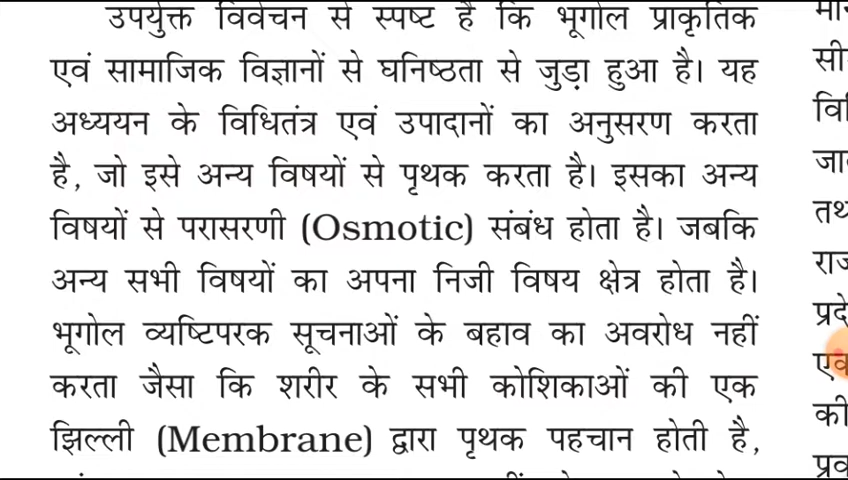 उपर्युक्त विवेचन से स्पष्ट है कि भूगोल प्राकृतिक
एवं सामाजिक विज्ञानों से घनिष्ठता से जुड़ा हुआ है। यह
अध्ययन के विधितंत्र एवं उपादानों का अनुसरण करता
है, जो इसे अन्य विषयों से पृथक करता है। इसका अन्य
विषयों से परासरणी (Osmotic) संबंध होता है। जबकि
अन्य सभी विषयों का अपना निजी विषय क्षेत्र होता है।
भूगोल व्यष्टिपरक सूचनाओं के बहाव का अवरोध नहीं
करता जैसा कि शरीर के सभी कोशिकाओं की एक
झिल्ली (Membrane) द्वारा पृथक पहचान होती है,